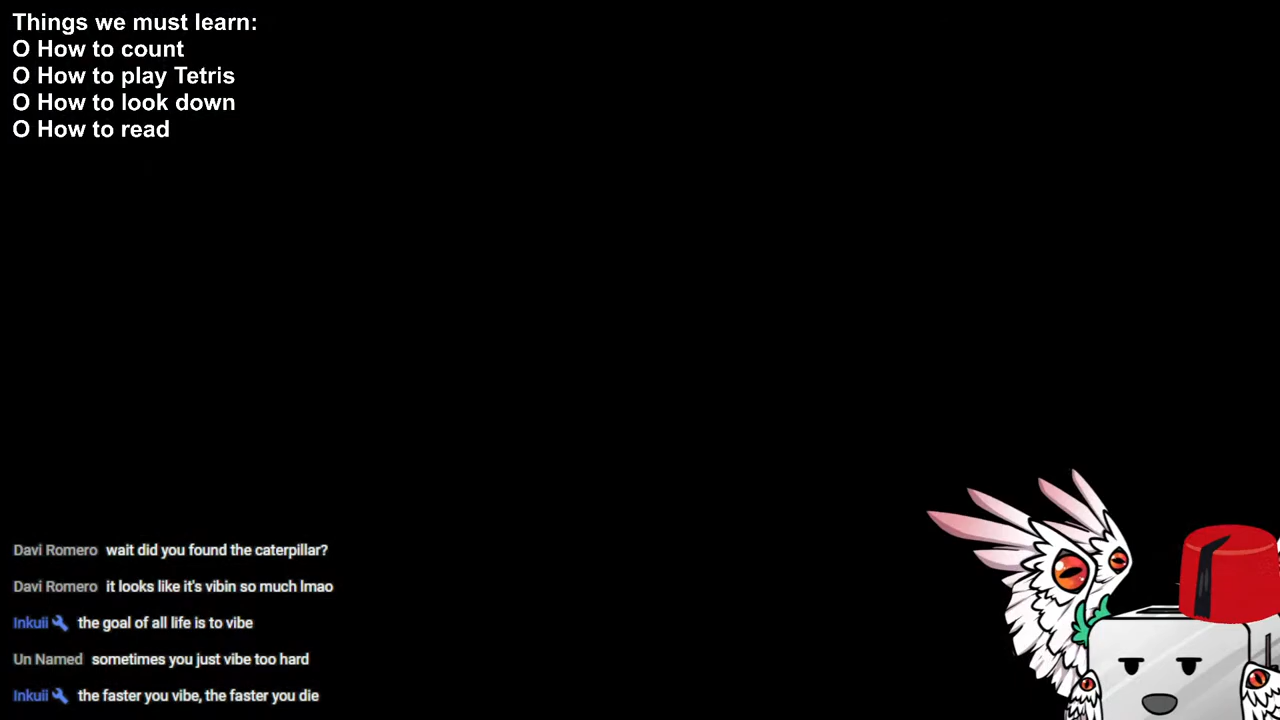 Things we must learn:
O How to count
O How to play Tetris
O How to look down
O How to read
Davi Romero wait did you found the caterpillar?
Davi Romero it looks like it's vibin so much lmao
Inkuii the goal of all life is to vibe
Un Named sometimes you just vibe too hard
Inkuii the faster you vibe, the faster you die